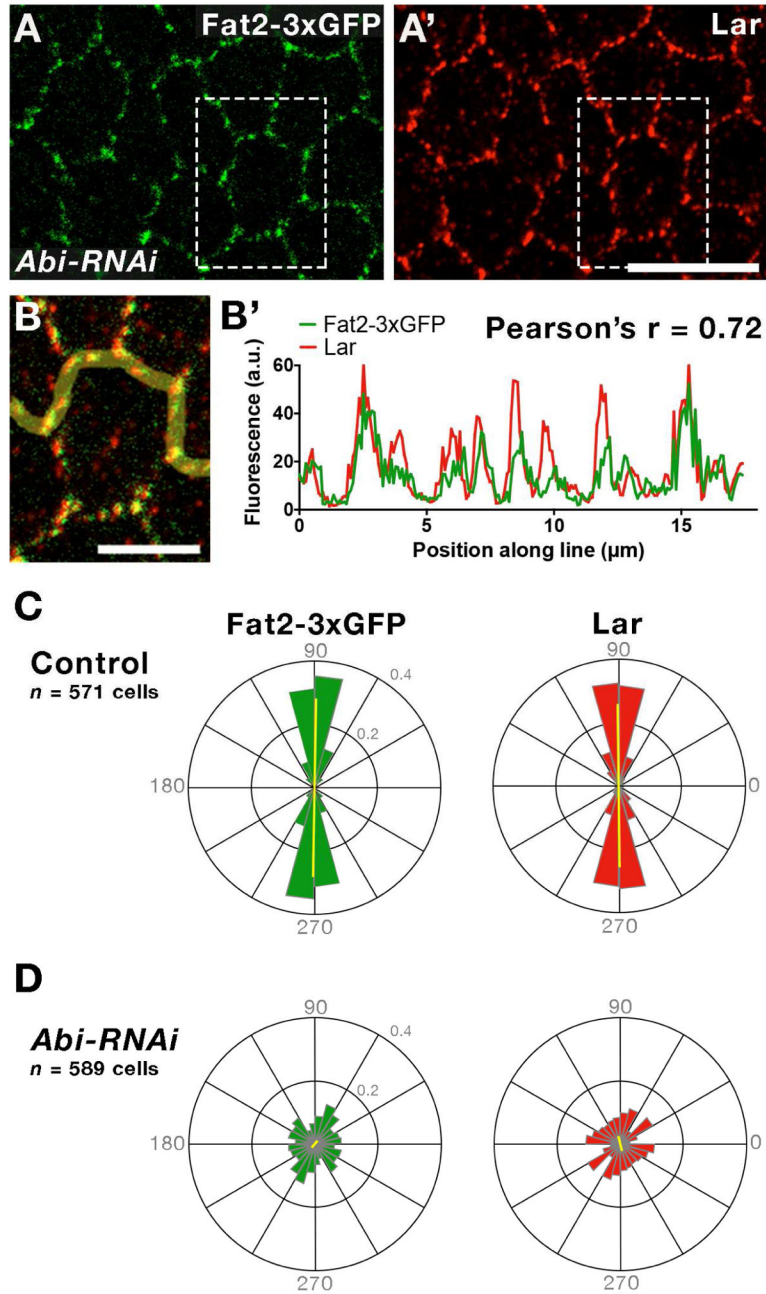 A Fat2-3xGFP
Abi-RNAi
A' Lar
B
B' Fat2-3xGFP
Lar
Pearson's r = 0.72
Fluorescence (a.u.)
60
40
20
0
0 5 10 15
Position along line (µm)
C
Control
n = 571 cells
Fat2-3xGFP
90
0.4
0.2
180
270
Lar
90
0
270
D
Abi-RNAi
n = 589 cells
90
0.4
0.2
180
270
90
0
270